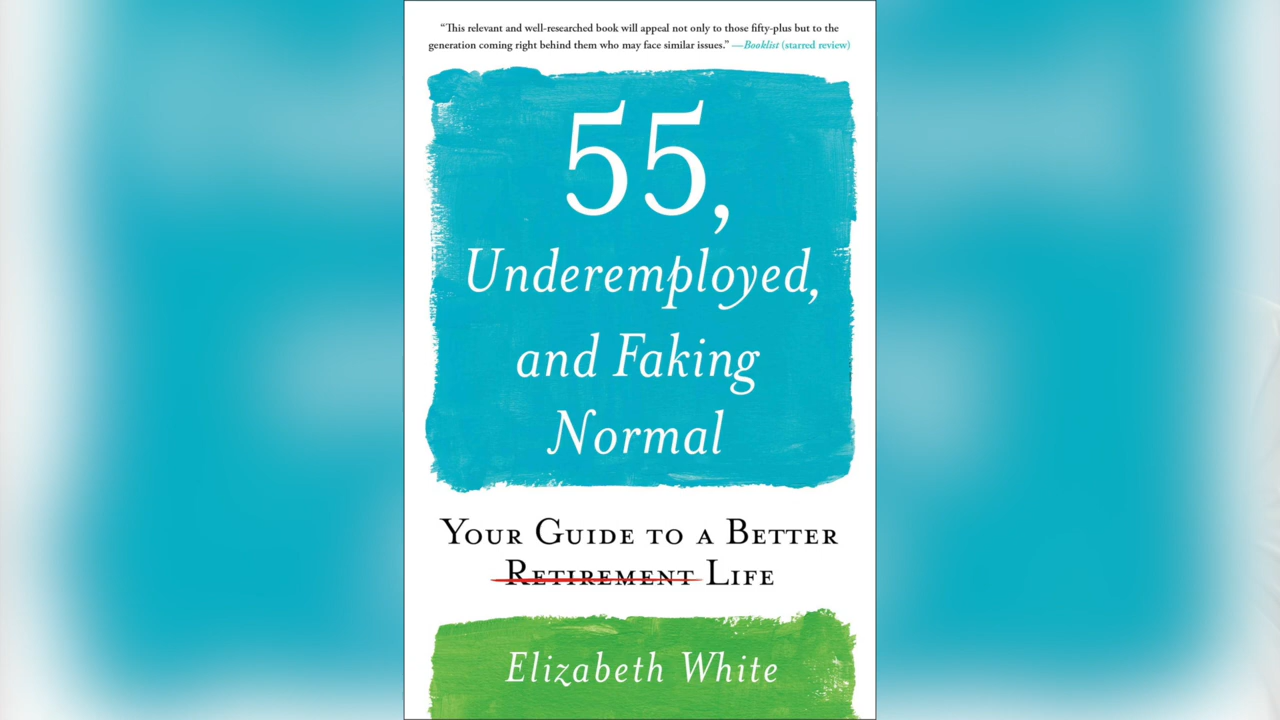 “This relevant and well-researched book will appeal not only to those fifty-plus but to the
generation coming right behind them who may face similar issues.” —Booklist (starred review)
55,
Underemployed,
and Faking
Normal
Your Guide to a Better
Retirement Life
Elizabeth White